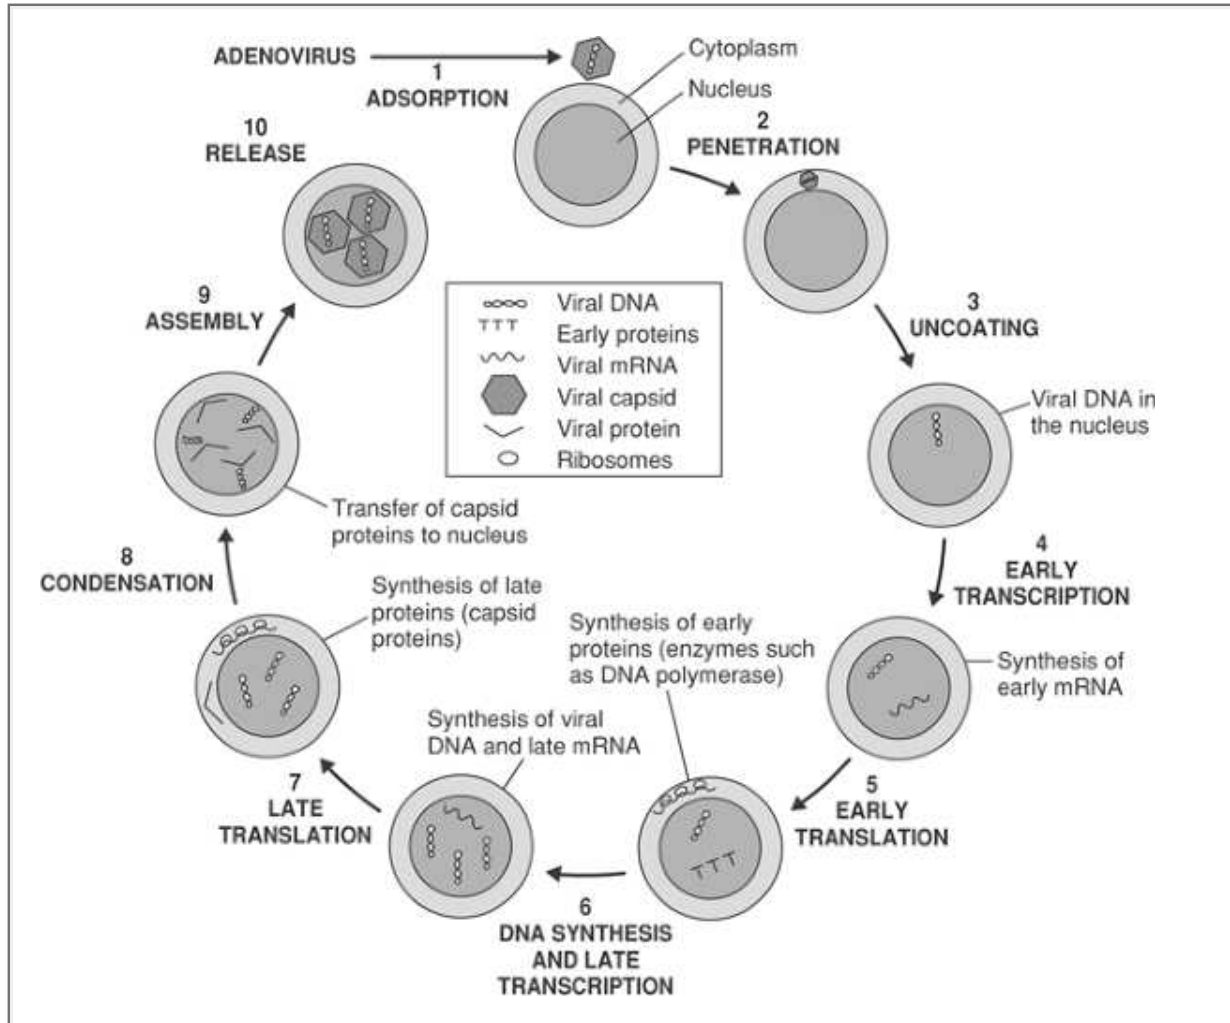 ADENOVIRUS
1
ADSORPTION
Cytoplasm
Nucleus
2
PENETRATION
3
UNCOATING
Viral DNA in
the nucleus
4
EARLY
TRANSCRIPTION
Synthesis of
early mRNA
5
EARLY
TRANSLATION
Synthesis of early
proteins (enzymes such
as DNA polymerase)
6
DNA SYNTHESIS
AND LATE
TRANSCRIPTION
Synthesis of viral
DNA and late mRNA
7
LATE
TRANSLATION
Synthesis of late
proteins (capsid
proteins)
8
CONDENSATION
Transfer of capsid
proteins to nucleus
9
ASSEMBLY
10
RELEASE
Viral DNA
Early proteins
Viral mRNA
Viral capsid
Viral protein
Ribosomes